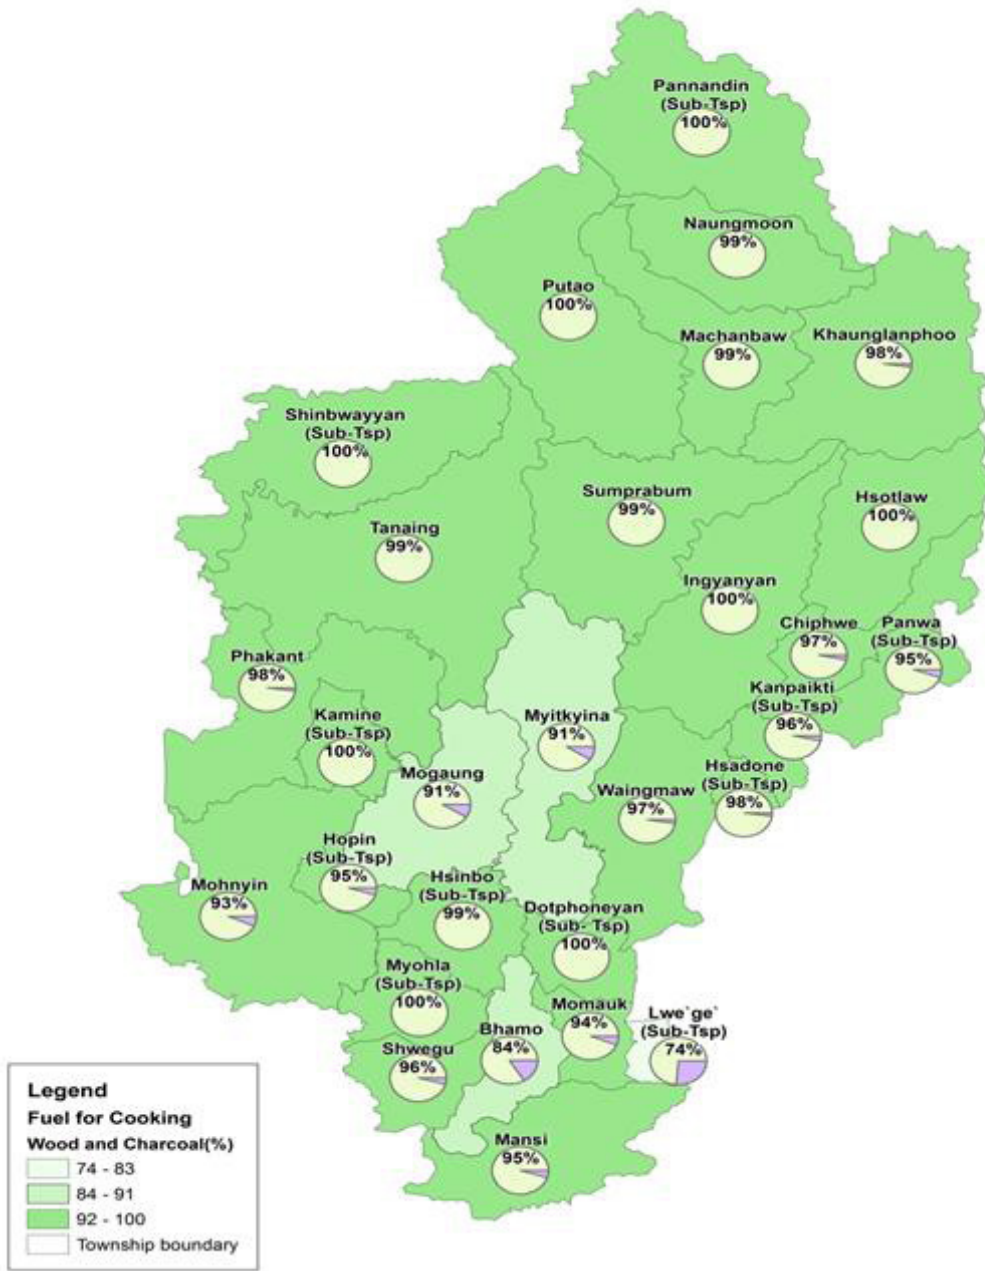 Pannandin
(Sub-Tsp)
100%
Naungmoon
99%
Putao
100%
Machanbaw
99%
Khaunglanphoo
98%
Shinbwayyan
(Sub-Tsp)
100%
Sumprabum
99%
Hsotlaw
100%
Tanaing
99%
Ingyanyan
100%
Chiphwe
97%
Panwa
(Sub-Tsp)
95%
Phakant
98%
Kanpaikti
(Sub-Tsp)
96%
Kamine
(Sub-Tsp)
100%
Myitkyina
91%
Mogaung
91%
Hsadone
(Sub-Tsp)
98%
Waingmaw
97%
Hopin
(Sub-Tsp)
95%
Hsinbo
(Sub-Tsp)
99%
Mohnyin
93%
Dotphoneyan
(Sub- Tsp)
100%
Myohla
(Sub-Tsp)
100%
Momauk
94%
Lwe`ge`
(Sub-Tsp)
74%
Bhamo
84%
Shwegu
96%
Mansi
95%
Legend
Fuel for Cooking
Wood and Charcoal(%)
74 - 83
84 - 91
92 - 100
Township boundary